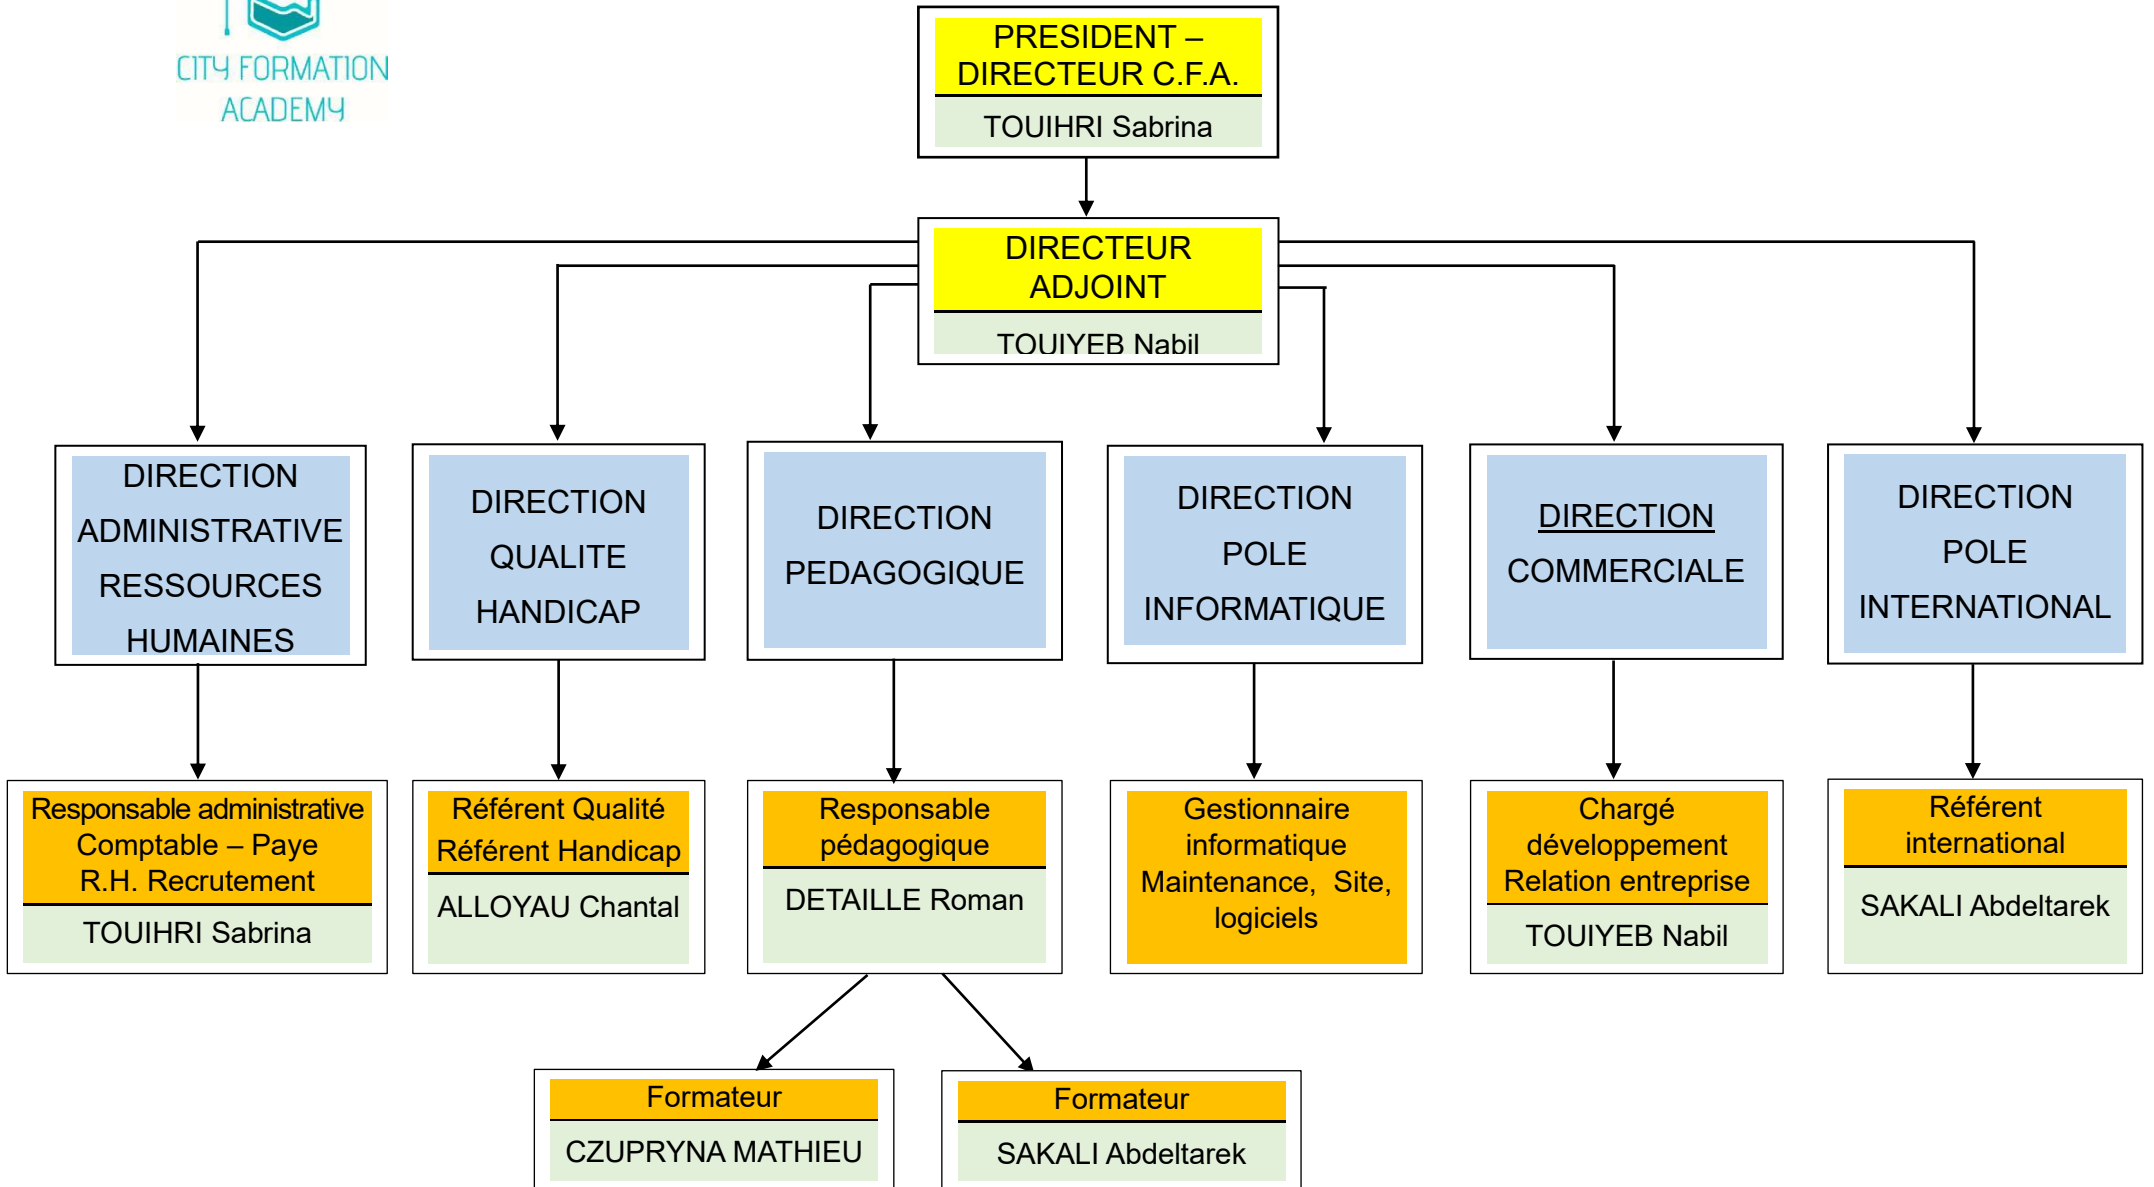 CITY FORMATION
ACADEMY
PRESIDENT –
DIRECTEUR C.F.A.
TOUIHRI Sabrina
DIRECTEUR
ADJOINT
TOUIYEB Nabil
DIRECTION
ADMINISTRATIVE
RESSOURCES
HUMAINES
DIRECTION
QUALITE
HANDICAP
DIRECTION
PEDAGOGIQUE
DIRECTION
POLE
INFORMATIQUE
DIRECTION
COMMERCIALE
DIRECTION
POLE
INTERNATIONAL
Responsable administrative
Comptable – Paye
R.H. Recrutement
TOUIHRI Sabrina
Référent Qualité
Référent Handicap
ALLOYAU Chantal
Responsable
pédagogique
DETAILLE Roman
Gestionnaire
informatique
Maintenance, Site,
logiciels
Chargé
développement
Relation entreprise
TOUIYEB Nabil
Référent
international
SAKALI Abdeltarek
Formateur
CZUPRYNA MATHIEU
Formateur
SAKALI Abdeltarek